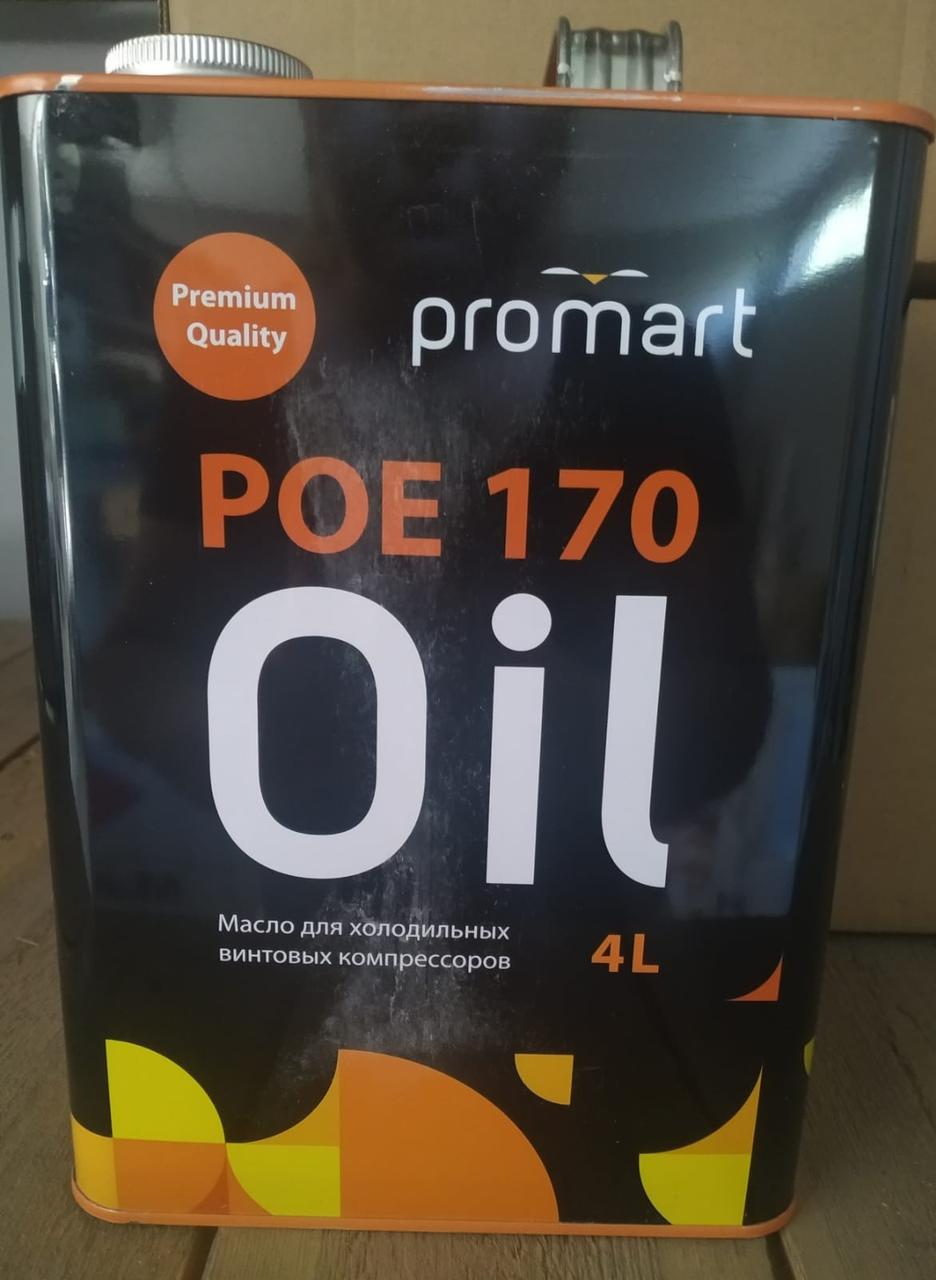 Premium
Quality
promart
POE 170
Oil
Масло для холодильных
винтовых компрессоров
4L